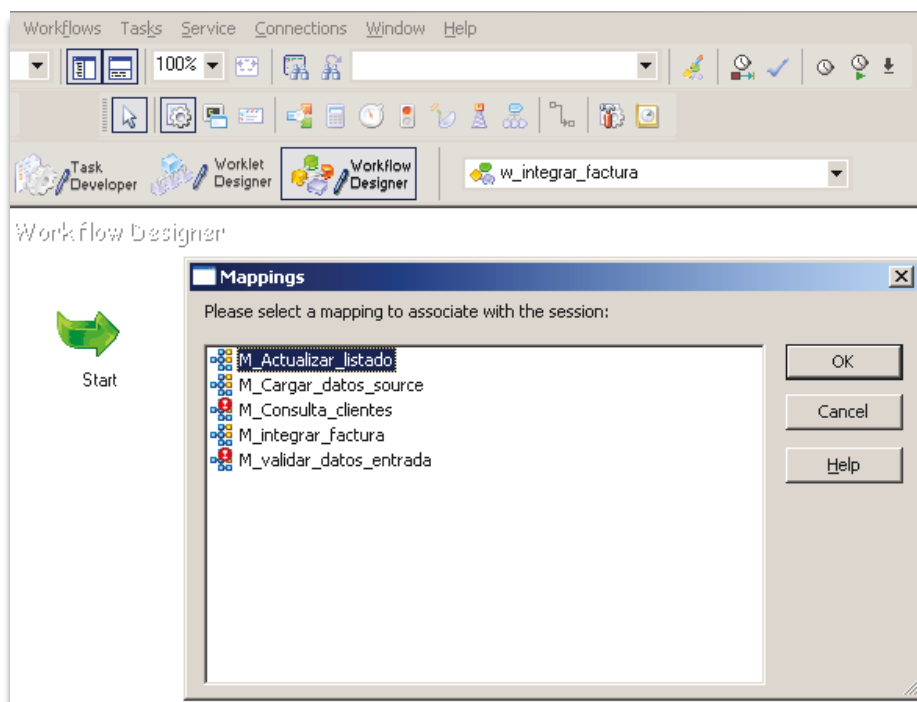 Workflows Tasks Service Connections Window Help
100%
Task Developer
Worklet Designer
Workflow Designer
w_integrar_factura
Workflow Designer
Mappings
Please select a mapping to associate with the session:
Start
M_Actualizar_listado
M_Cargar_datos_source
M_Consulta_clientes
M_integrar_factura
M_validar_datos_entrada
OK
Cancel
Help